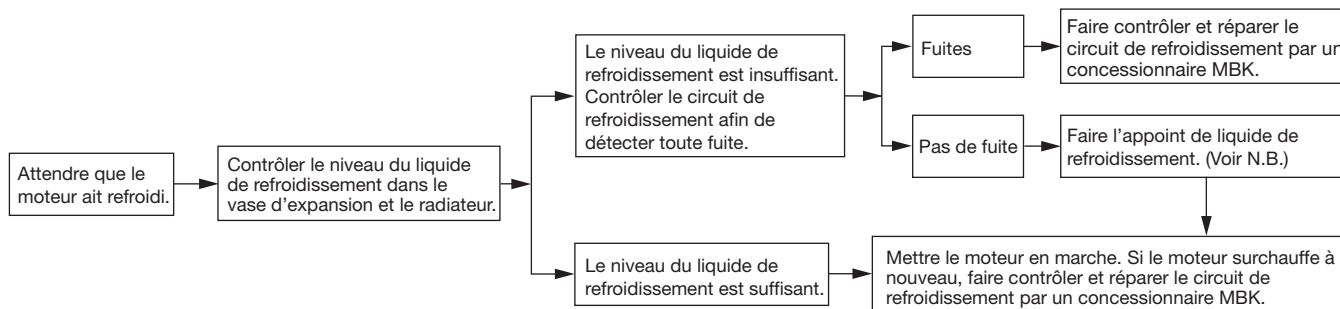 Attendre que le
moteur ait refroidi.
Contrôler le niveau du liquide
de refroidissement dans le
vase d'expansion et le radiateur.
Le niveau du liquide de
refroidissement est insuffisant.
Contrôler le circuit de
refroidissement afin de
détecter toute fuite.
Fuites
Faire contrôler et réparer le
circuit de refroidissement par un
concessionnaire MBK.
Pas de fuite
Faire l'appoint de liquide de
refroidissement. (Voir N.B.)
Le niveau du liquide de
refroidissement est suffisant.
Mettre le moteur en marche. Si le moteur surchauffe à
nouveau, faire contrôler et réparer le circuit de
refroidissement par un concessionnaire MBK.